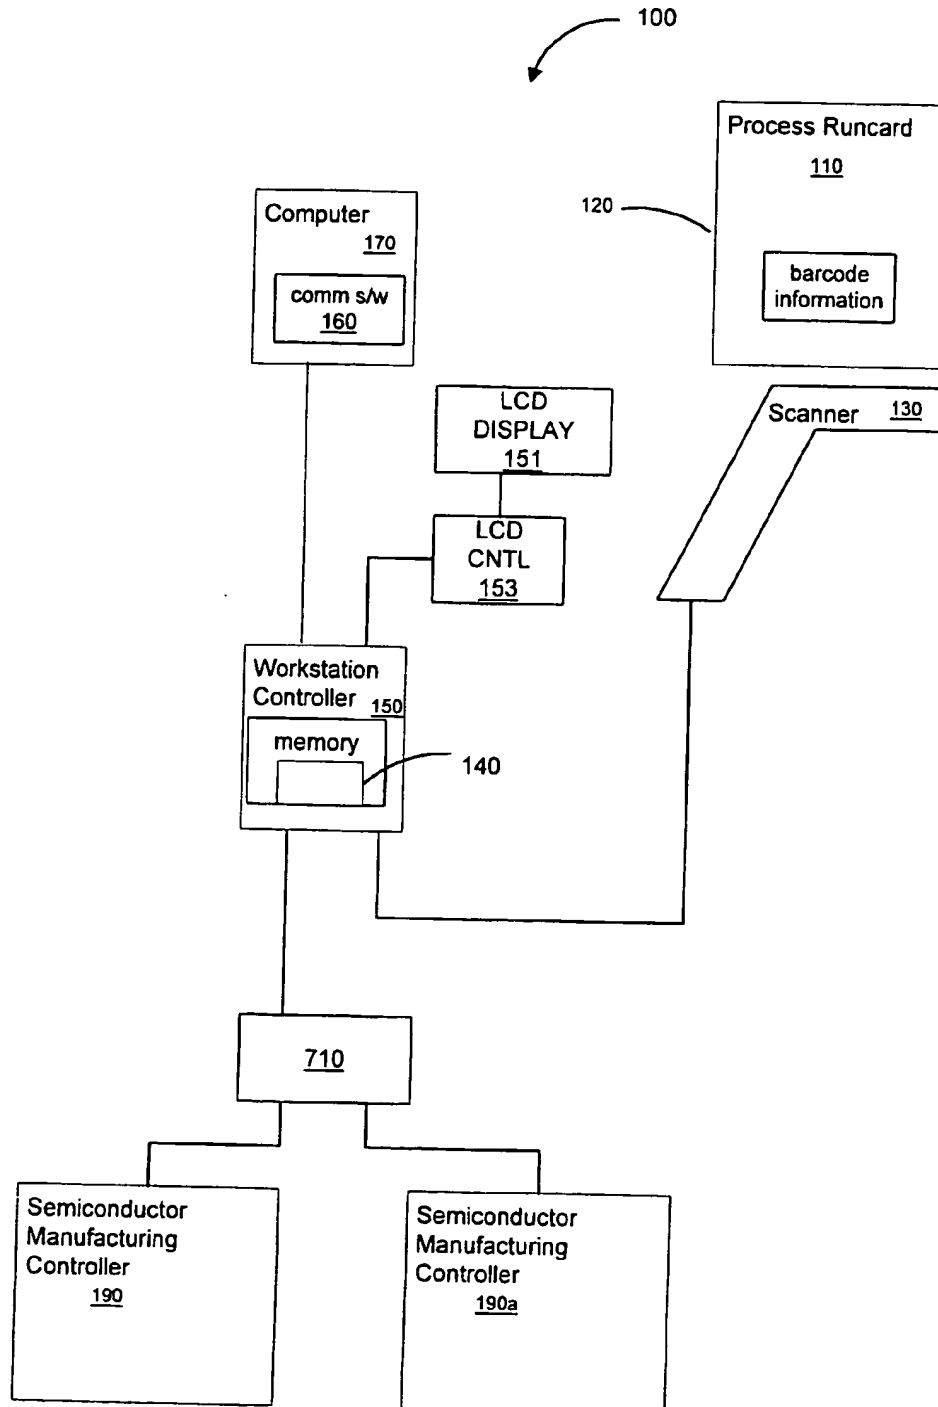 100
Process Runcard
110
120
barcode
information
Computer
170
comm s/w
160
LCD
DISPLAY
151
Scanner 130
LCD
CNTL
153
Workstation
Controller 150
memory
140
710
Semiconductor
Manufacturing
Controller
190
Semiconductor
Manufacturing
Controller
190a